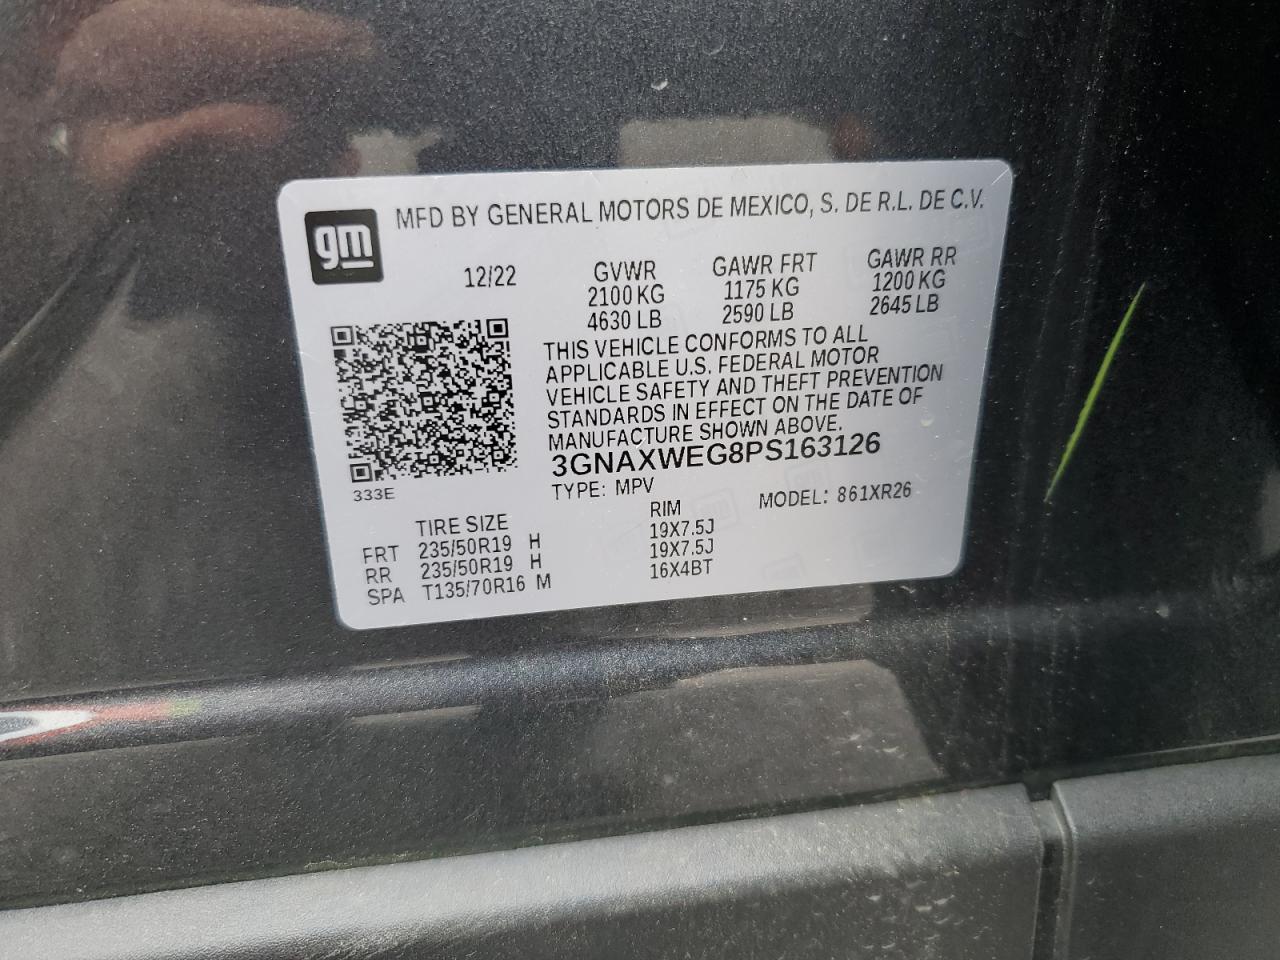 gm
MFD BY GENERAL MOTORS DE MEXICO, S. DE R.L. DE C.V.
12/22 GVWR GAWR FRT GAWR RR
2100 KG 1175 KG 1200 KG
4630 LB 2590 LB 2645 LB
THIS VEHICLE CONFORMS TO ALL
APPLICABLE U.S. FEDERAL MOTOR
VEHICLE SAFETY AND THEFT PREVENTION
STANDARDS IN EFFECT ON THE DATE OF
MANUFACTURE SHOWN ABOVE.
3GNAXWEG8PS163126
333E
TYPE: MPV MODEL: 861XR26
TIRE SIZE RIM
FRT 235/50R19 H 19X7.5J
RR 235/50R19 H 19X7.5J
SPA T135/70R16 M 16X4BT